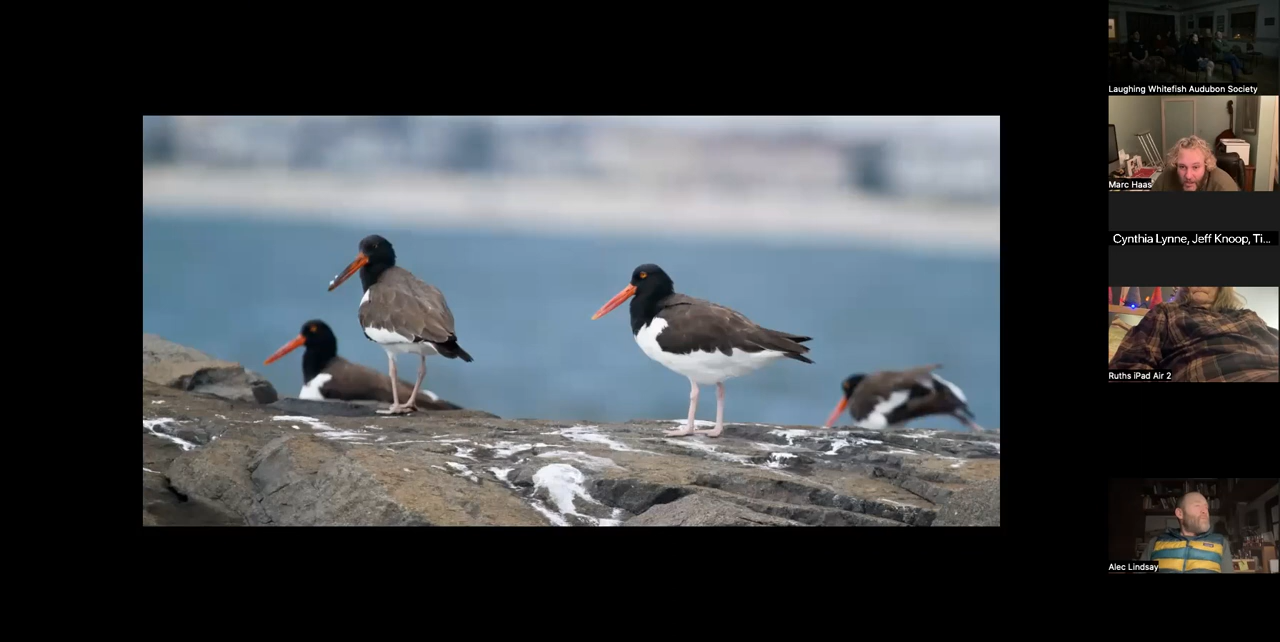 Laughing Whitefish Audubon Society
Marc Haas
Cynthia Lynne, Jeff Knoop, Ti...
Ruths iPad Air 2
Alec Lindsay